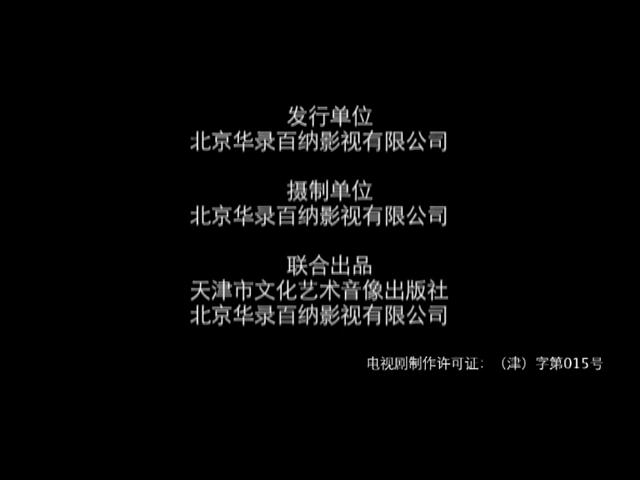 发行单位
北京华录百纳影视有限公司
摄制单位
北京华录百纳影视有限公司
联合出品
天津市文化艺术音像出版社
北京华录百纳影视有限公司
电视剧制作许可证：（津）字第015号